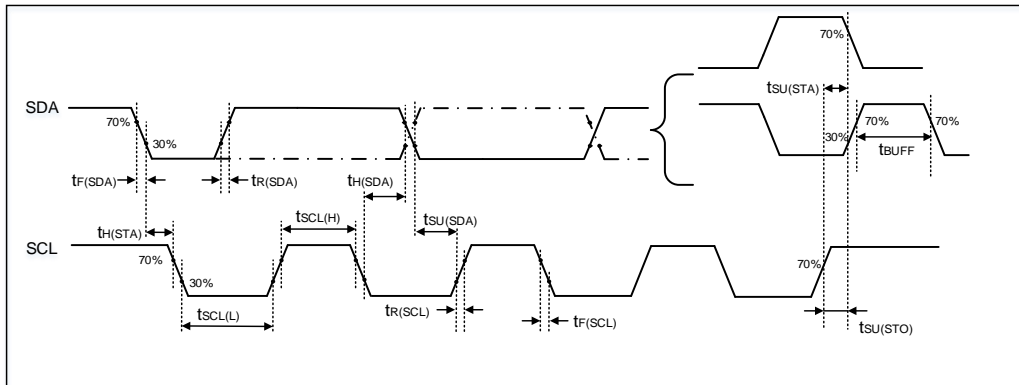 70%
tSU(STA)
SDA
70%
30%
30%
70%
70%
tBUFF
tF(SDA)
tR(SDA)
tH(SDA)
tSCL(H)
tSU(SDA)
tH(STA)
SCL
70%
30%
70%
tSCL(L)
tR(SCL)
tF(SCL)
tSU(STO)